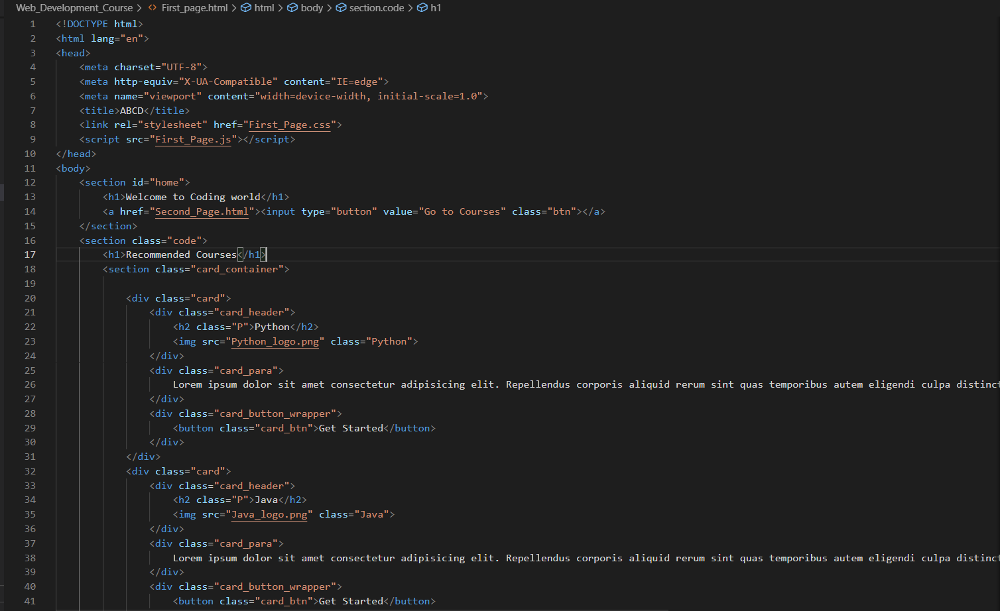 Web_Development_Course > <> First_page.html > html > body > section.code > h1
1 <!DOCTYPE html>
2 <html lang="en">
3 <head>
4     <meta charset="UTF-8">
5     <meta http-equiv="X-UA-Compatible" content="IE=edge">
6     <meta name="viewport" content="width=device-width, initial-scale=1.0">
7     <title>ABCD</title>
8     <link rel="stylesheet" href="First_Page.css">
9     <script src="First_Page.js"></script>
10 </head>
11 <body>
12     <section id="home">
13         <h1>Welcome to Coding world</h1>
14         <a href="Second_Page.html"><input type="button" value="Go to Courses" class="btn"></a>
15     </section>
16     <section class="code">
17         <h1>Recommended Courses</h1>
18         <section class="card_container">
19
20             <div class="card">
21                 <div class="card_header">
22                     <h2 class="P">Python</h2>
23                     <img src="Python_logo.png" class="Python">
24                 </div>
25                 <div class="card_para">
26                     Lorem ipsum dolor sit amet consectetur adipisicing elit. Repellendus corporis aliquid rerum sint quas temporibus autem eligendi culpa distinct
27                 </div>
28                 <div class="card_button_wrapper">
29                     <button class="card_btn">Get Started</button>
30                 </div>
31             </div>
32             <div class="card">
33                 <div class="card_header">
34                     <h2 class="P">Java</h2>
35                     <img src="Java_logo.png" class="Java">
36                 </div>
37                 <div class="card_para">
38                     Lorem ipsum dolor sit amet consectetur adipisicing elit. Repellendus corporis aliquid rerum sint quas temporibus autem eligendi culpa distinct
39                 </div>
40                 <div class="card_button_wrapper">
41                     <button class="card_btn">Get Started</button>